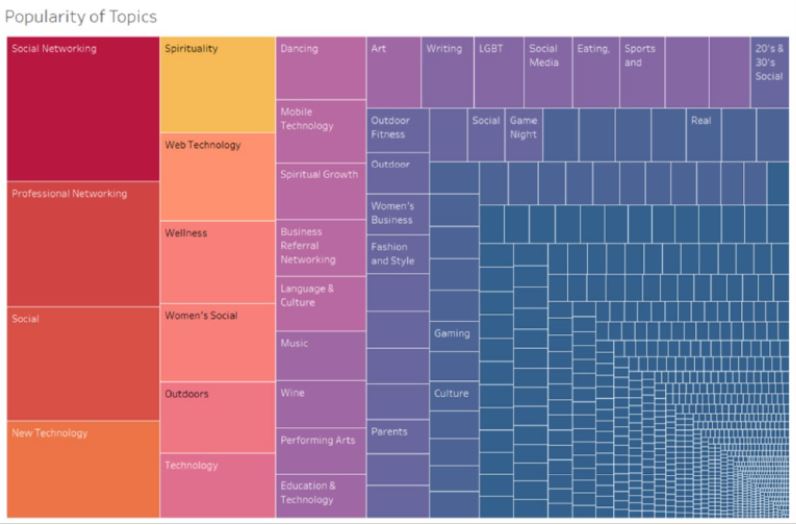 Popularity of Topics
Social Networking
Professional Networking
Social
New Technology
Spirituality
Web Technology
Wellness
Women's Social
Outdoors
Technology
Dancing
Mobile
Technology
Spiritual Growth
Business
Referral
Networking
Language &
Culture
Music
Wine
Performing Arts
Education &
Technology
Art
Outdoor
Fitness
Outdoor
Women's
Business
Fashion
and Style
Parents
Writing
LGBT
Social
Media
Eating,
Sports
and
20's &
30's
Social
Social
Game
Night
Real
Gaming
Culture